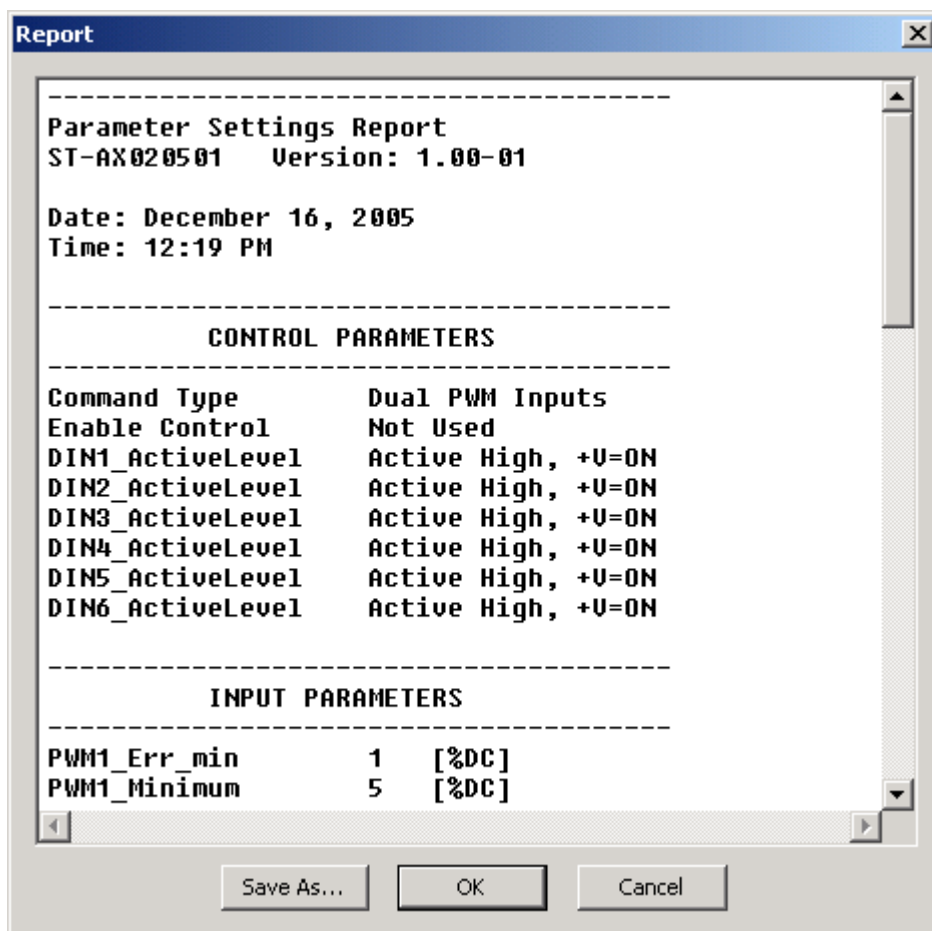 Report
---------------------------------------
Parameter Settings Report
ST-AX020501   Version: 1.00-01
Date: December 16, 2005
Time: 12:19 PM
---------------------------------------
CONTROL PARAMETERS
---------------------------------------
Command Type        Dual PWM Inputs
Enable Control      Not Used
DIN1_ActiveLevel    Active High, +V=ON
DIN2_ActiveLevel    Active High, +V=ON
DIN3_ActiveLevel    Active High, +V=ON
DIN4_ActiveLevel    Active High, +V=ON
DIN5_ActiveLevel    Active High, +V=ON
DIN6_ActiveLevel    Active High, +V=ON
---------------------------------------
INPUT PARAMETERS
---------------------------------------
PWM1_Err_min        1   [%DC]
PWM1_Minimum        5   [%DC]
Save As... OK Cancel